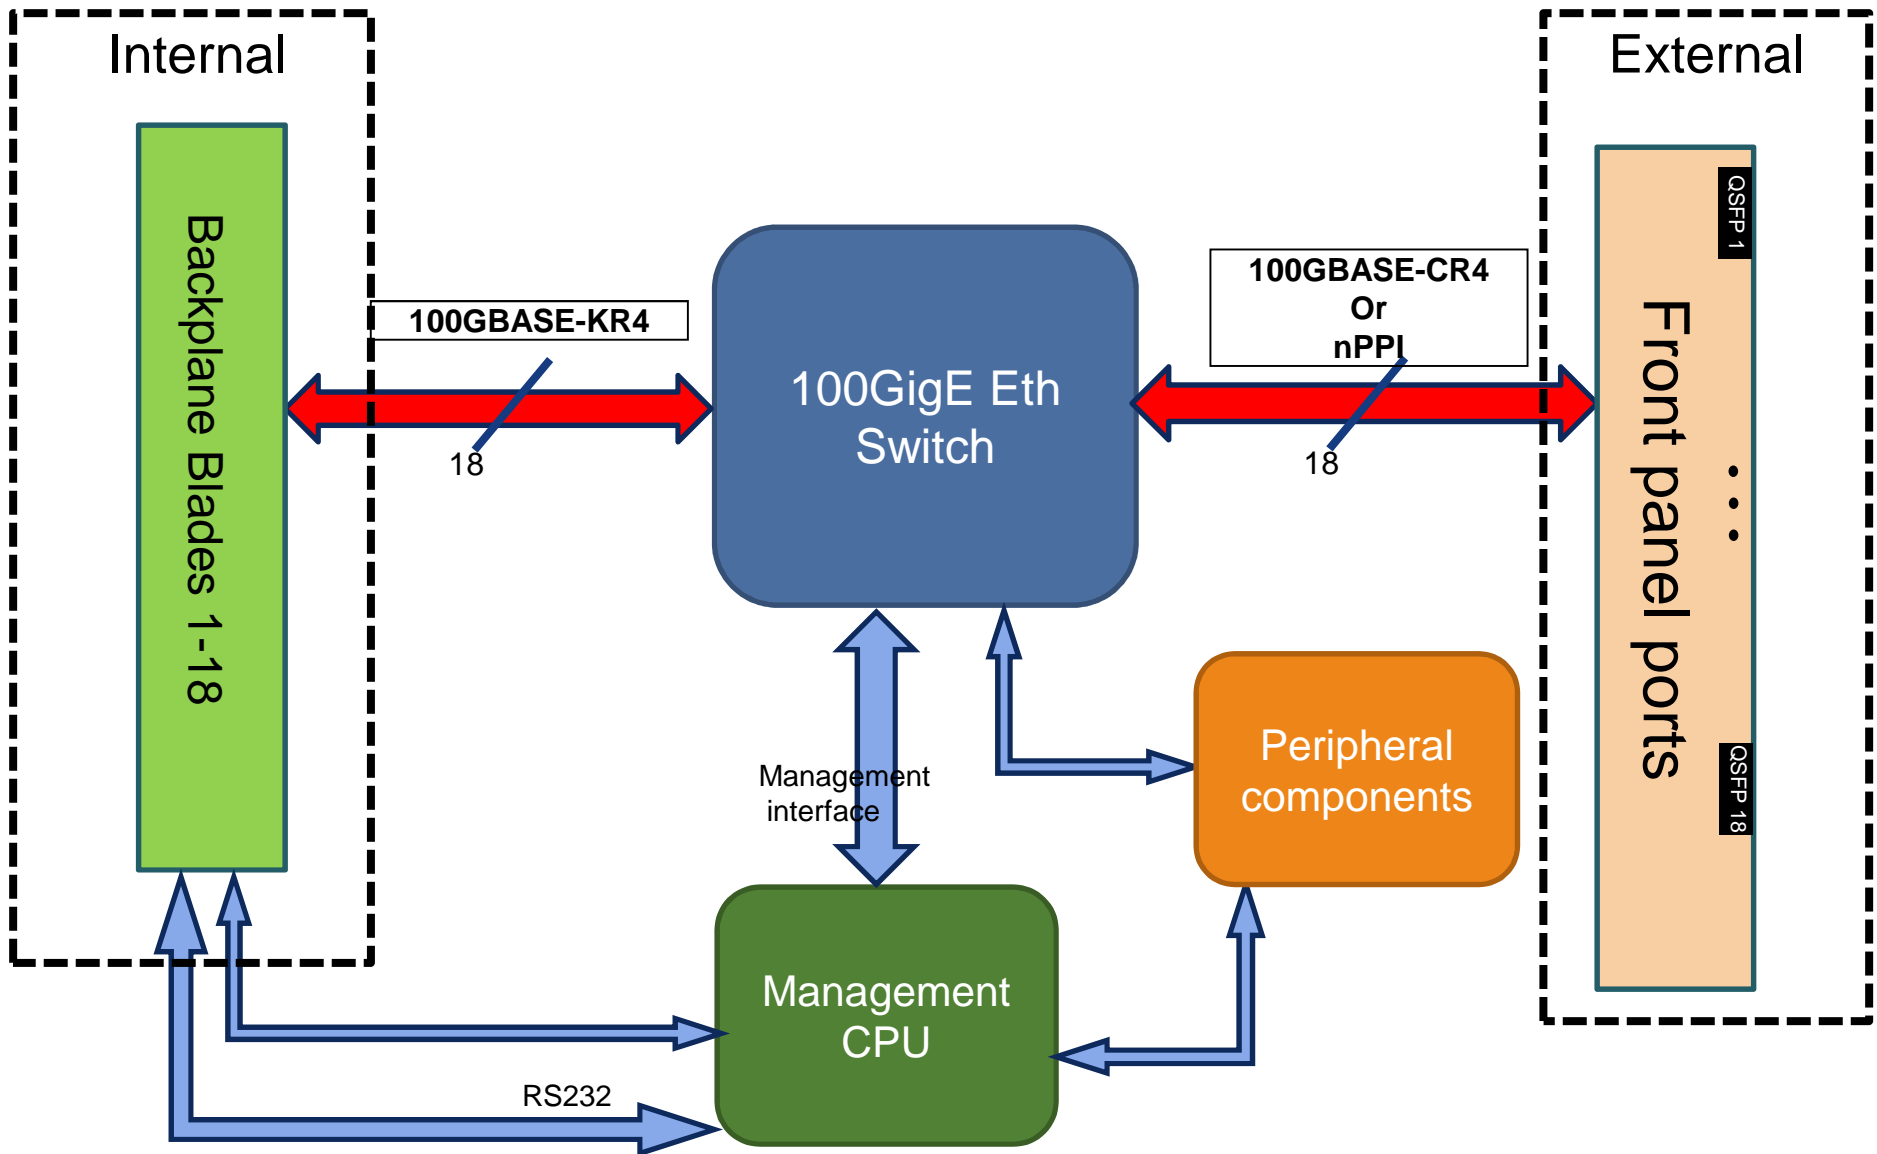 Internal
External
Backplane Blades 1-18
100GBASE-KR4
18
100GigE Eth
Switch
100GBASE-CR4
Or
nPPI
18
QSFP 1
Front panel ports
QSFP 18
Management
interface
Peripheral
components
Management
CPU
RS232